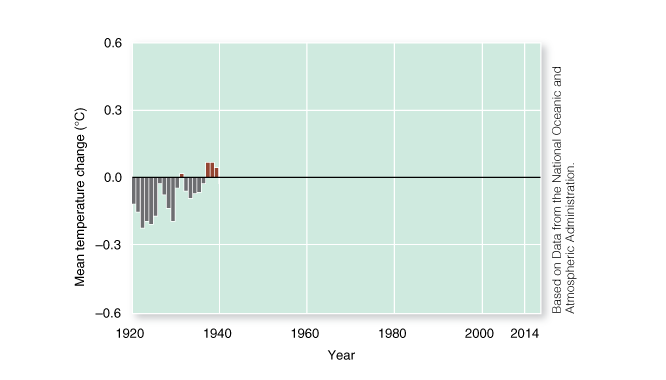 0.6
0.3
0.0
–0.3
–0.6
Mean temperature change (°C)
1920
1940
1960
1980
2000
2014
Year
Based on Data from the National Oceanic and
Atmospheric Administration.